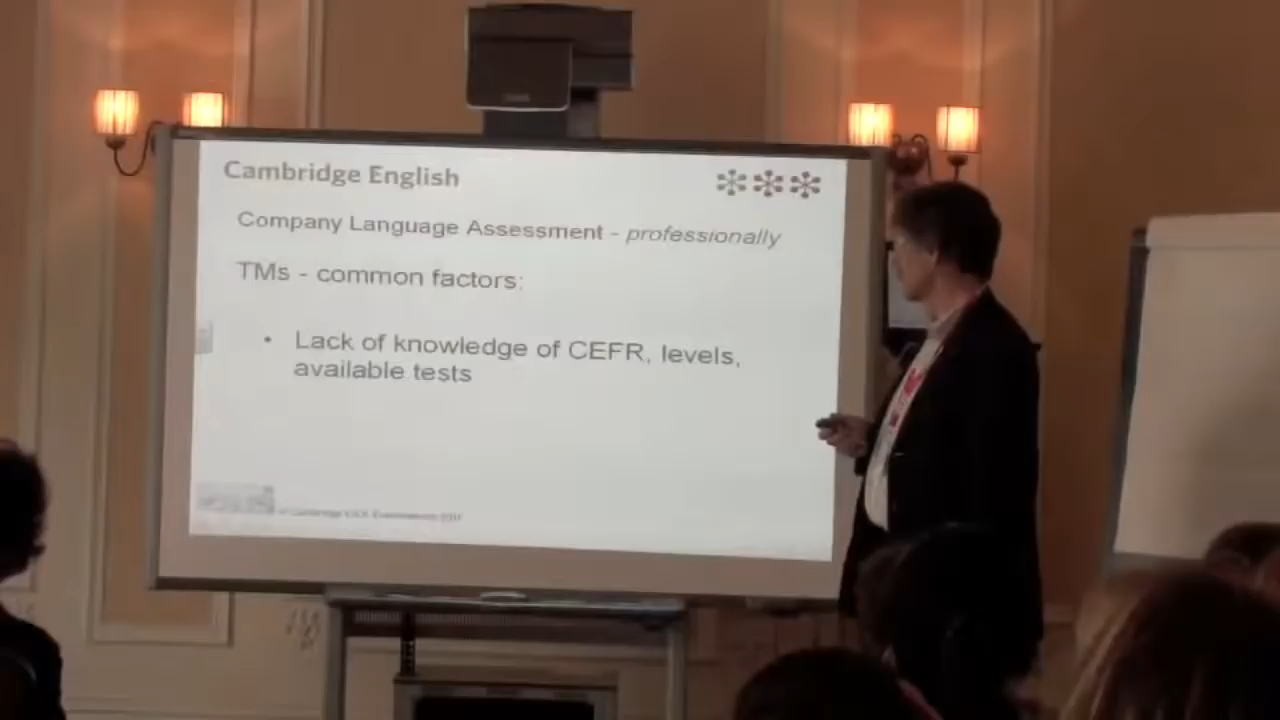 Cambridge English
Company Language Assessment - professionally
TMs - common factors:
• Lack of knowledge of CEFR, levels,
available tests